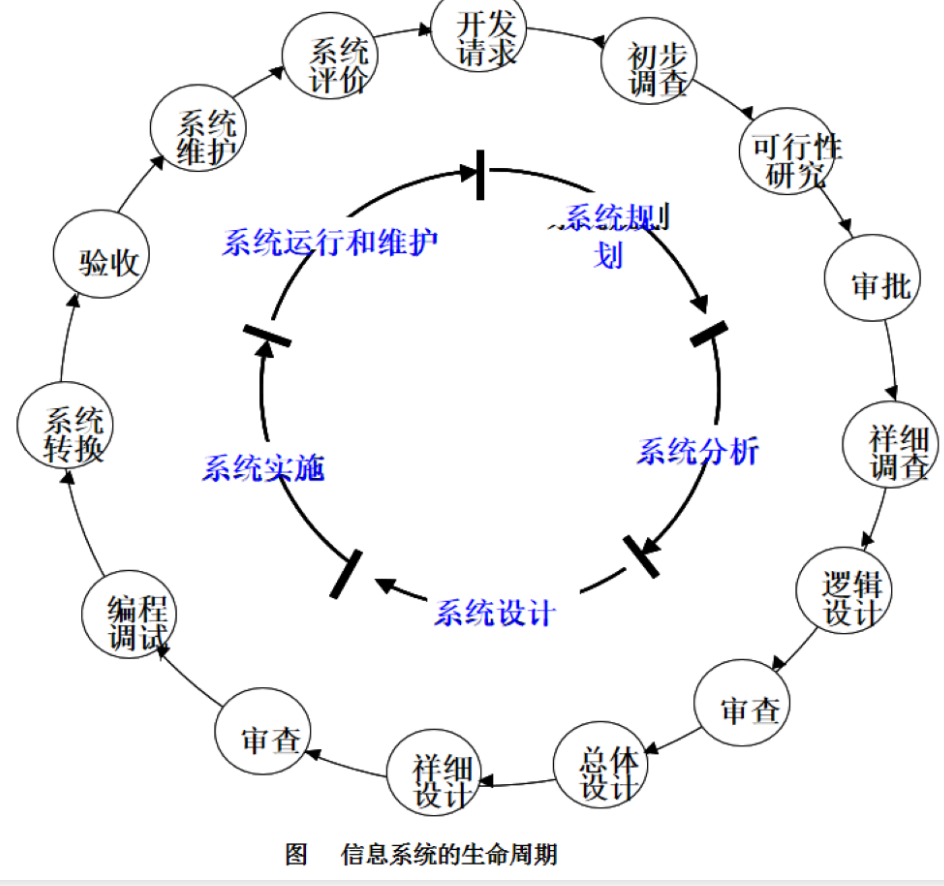 开发
请求
初步
调查
可行性
研究
审批
祥细
调查
逻辑
设计
审查
总体
设计
祥细
设计
审查
编程
调试
系统
转换
验收
系统
维护
系统
评价
系统规划
划
系统分析
系统设计
系统实施
系统运行和维护
图 信息系统的生命周期